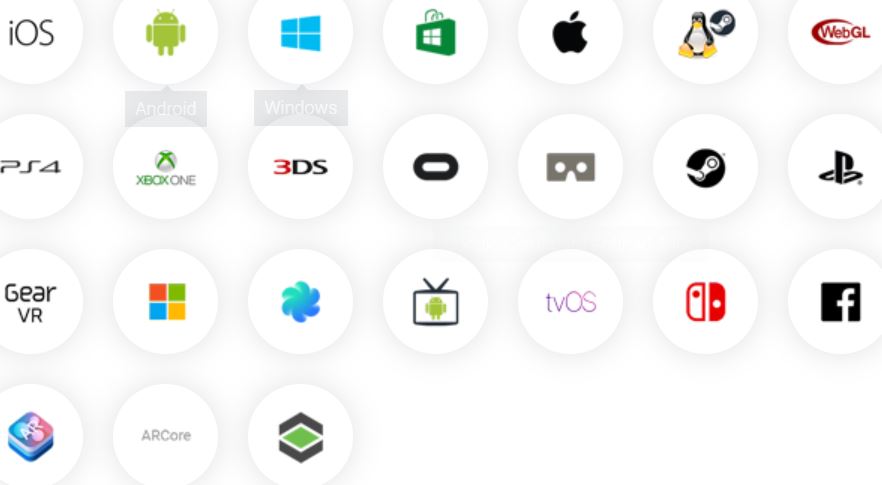 iOS
WebGL
Android
Windows
PS4
XBOX ONE
3DS
Gear
VR
tvOS
ARCore